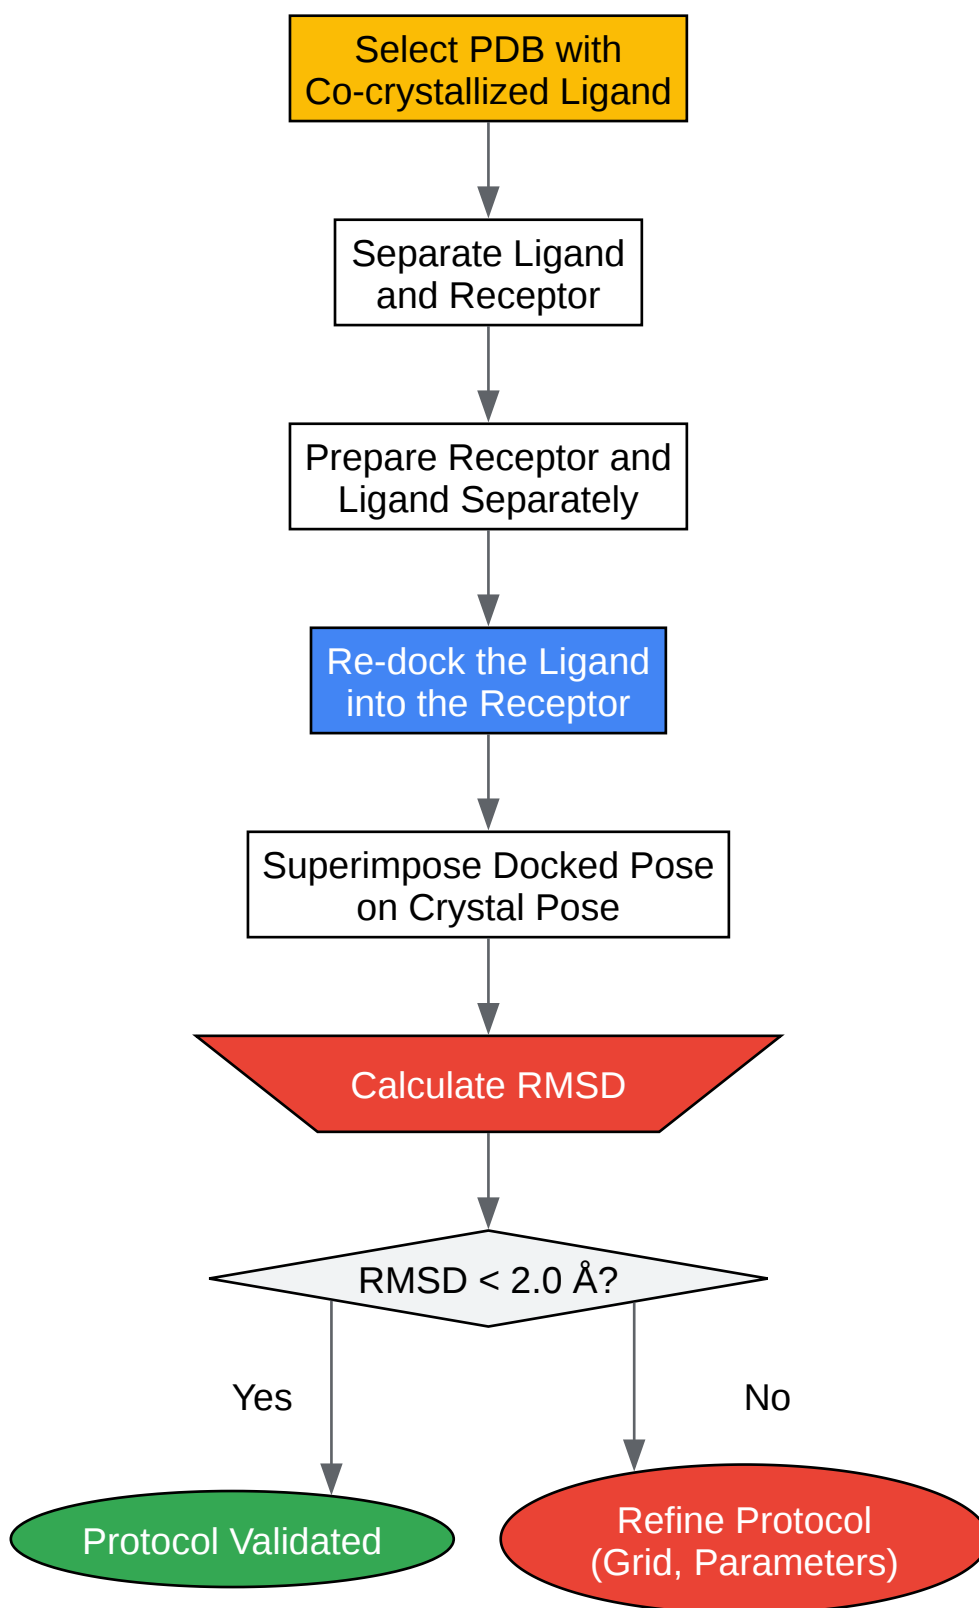 Select PDB with
Co-crystallized Ligand
Separate Ligand
and Receptor
Prepare Receptor and
Ligand Separately
Re-dock the Ligand
into the Receptor
Superimpose Docked Pose
on Crystal Pose
Calculate RMSD
RMSD < 2.0 Å?
Yes
No
Protocol Validated
Refine Protocol
(Grid, Parameters)